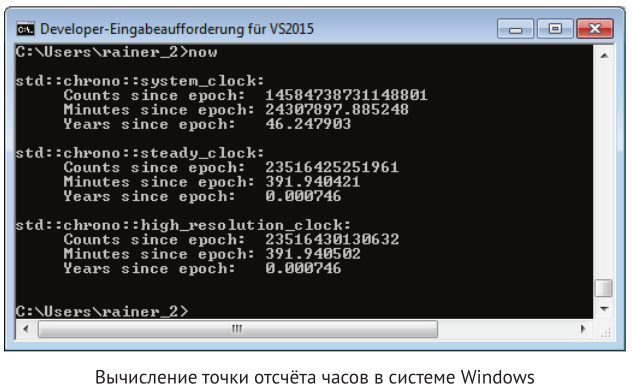 Developer-Eingabeaufforderung für VS2015
C:\Users\rainer_2>now
std::chrono::system_clock:
Counts since epoch: 14584738731148801
Minutes since epoch: 24307897.885248
Years since epoch: 46.247903
std::chrono::steady_clock:
Counts since epoch: 23516425251961
Minutes since epoch: 391.940421
Years since epoch: 0.000746
std::chrono::high_resolution_clock:
Counts since epoch: 23516430130632
Minutes since epoch: 391.940502
Years since epoch: 0.000746
C:\Users\rainer_2>
Вычисление точки отсчёта часов в системе Windows